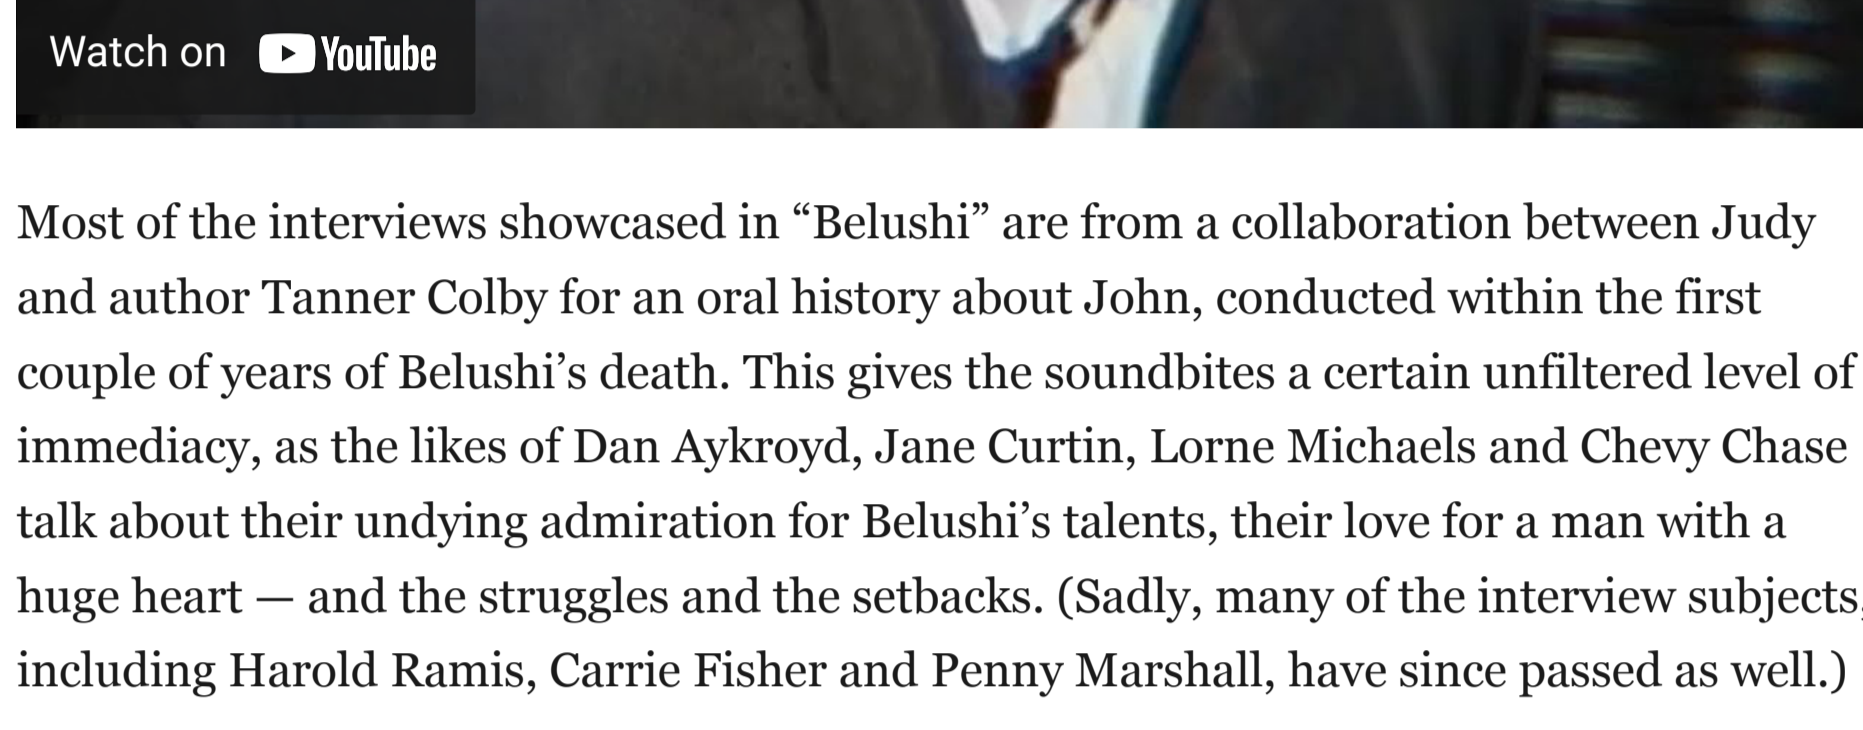 Watch on YouTube
Most of the interviews showcased in “Belushi” are from a collaboration between Judy
and author Tanner Colby for an oral history about John, conducted within the first
couple of years of Belushi’s death. This gives the soundbites a certain unfiltered level of
immediacy, as the likes of Dan Aykroyd, Jane Curtin, Lorne Michaels and Chevy Chase
talk about their undying admiration for Belushi’s talents, their love for a man with a
huge heart — and the struggles and the setbacks. (Sadly, many of the interview subjects,
including Harold Ramis, Carrie Fisher and Penny Marshall, have since passed as well.)